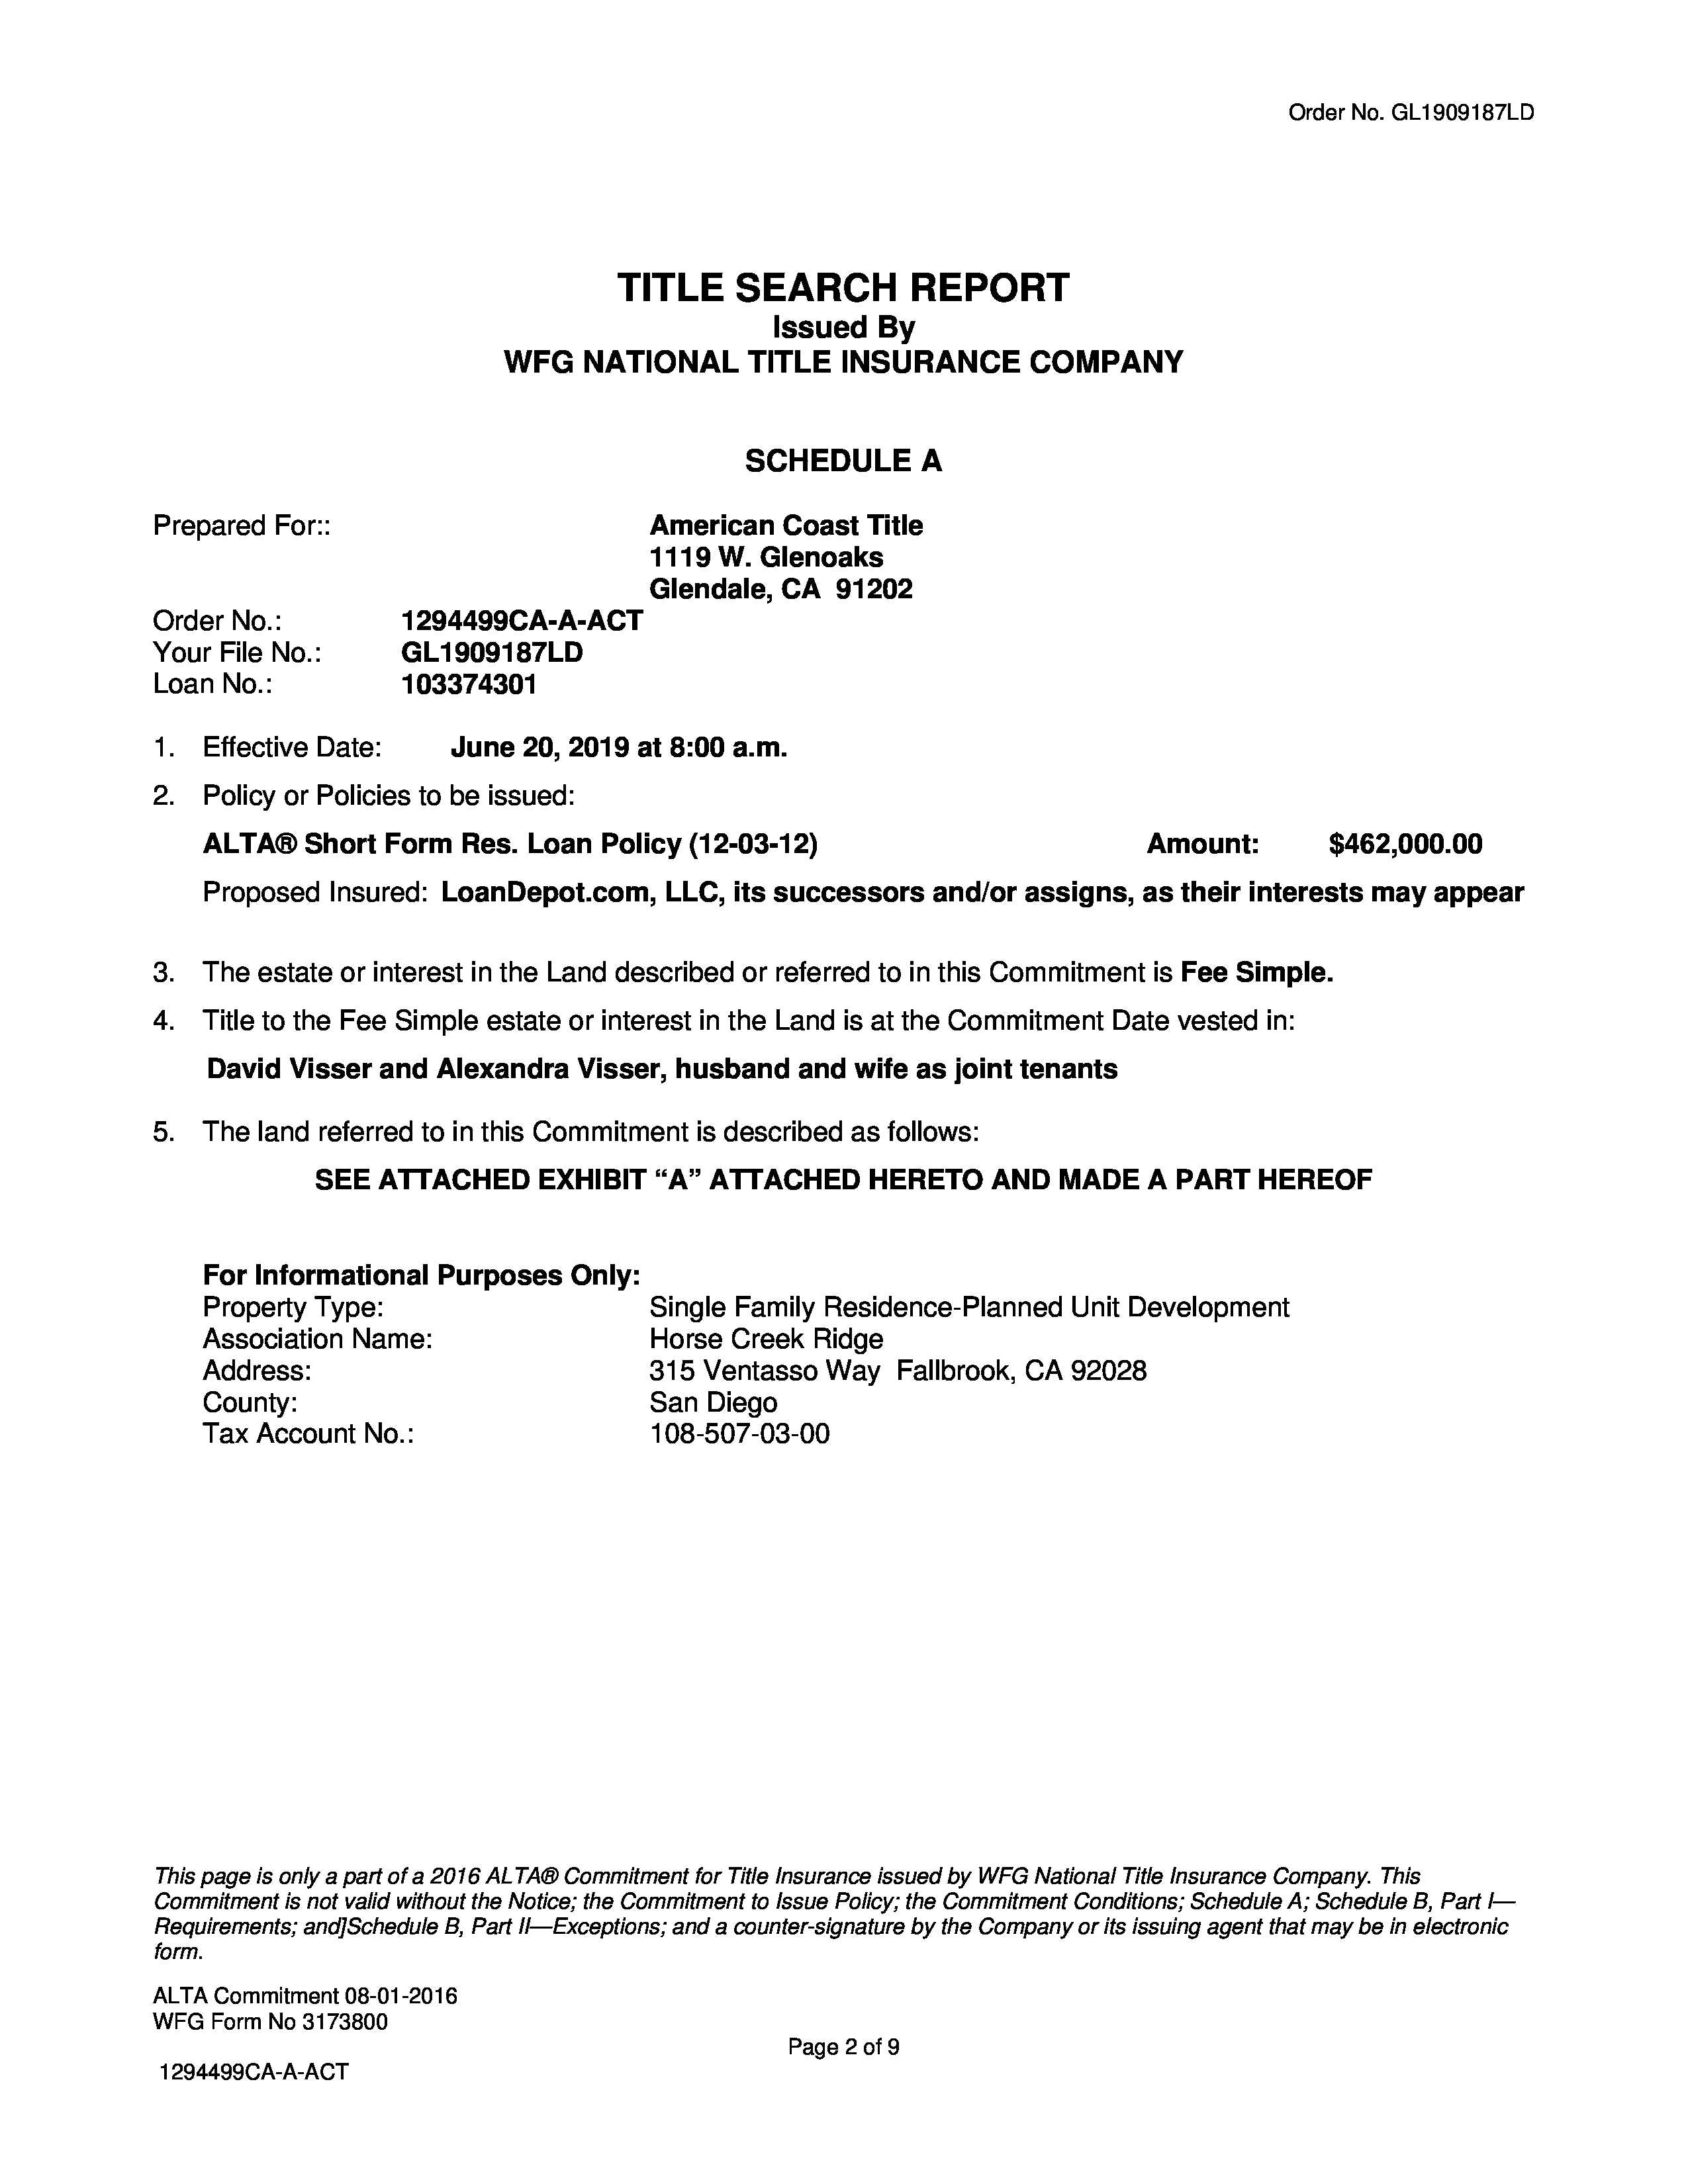 Order No. GL1909187LD
TITLE SEARCH REPORT
Issued By
WFG NATIONAL TITLE INSURANCE COMPANY
SCHEDULE A
Prepared For:: American Coast Title
1119 W. Glenoaks
Glendale, CA 91202
Order No.: 1294499CA-A-ACT
Your File No.: GL1909187LD
Loan No.: 103374301
1. Effective Date: June 20, 2019 at 8:00 a.m.
2. Policy or Policies to be issued:
ALTA® Short Form Res. Loan Policy (12-03-12) Amount: $462,000.00
Proposed Insured: LoanDepot.com, LLC, its successors and/or assigns, as their interests may appear
3. The estate or interest in the Land described or referred to in this Commitment is Fee Simple.
4. Title to the Fee Simple estate or interest in the Land is at the Commitment Date vested in:
David Visser and Alexandra Visser, husband and wife as joint tenants
5. The land referred to in this Commitment is described as follows:
SEE ATTACHED EXHIBIT “A” ATTACHED HERETO AND MADE A PART HEREOF
For Informational Purposes Only:
Property Type: Single Family Residence-Planned Unit Development
Association Name: Horse Creek Ridge
Address: 315 Ventasso Way Fallbrook, CA 92028
County: San Diego
Tax Account No.: 108-507-03-00
This page is only a part of a 2016 ALTA® Commitment for Title Insurance issued by WFG National Title Insurance Company. This
Commitment is not valid without the Notice; the Commitment to Issue Policy; the Commitment Conditions; Schedule A; Schedule B, Part I—
Requirements; and]Schedule B, Part II—Exceptions; and a counter-signature by the Company or its issuing agent that may be in electronic
form.
ALTA Commitment 08-01-2016
WFG Form No 3173800
Page 2 of 9
1294499CA-A-ACT